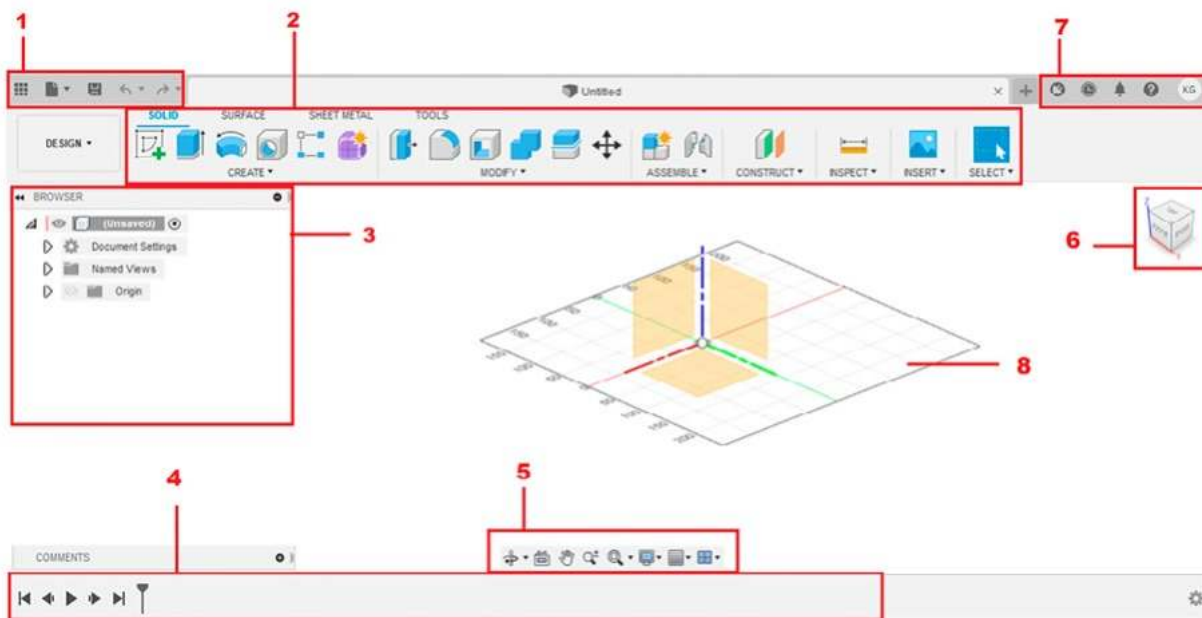 1
2
7
Untitled
KG
DESIGN
SOLID
SURFACE
SHEET METAL
TOOLS
CREATE
MODIFY
ASSEMBLE
CONSTRUCT
INSPECT
INSERT
SELECT
BROWSER
(Unsaved)
Document Settings
Named Views
Origin
3
6
8
4
5
COMMENTS